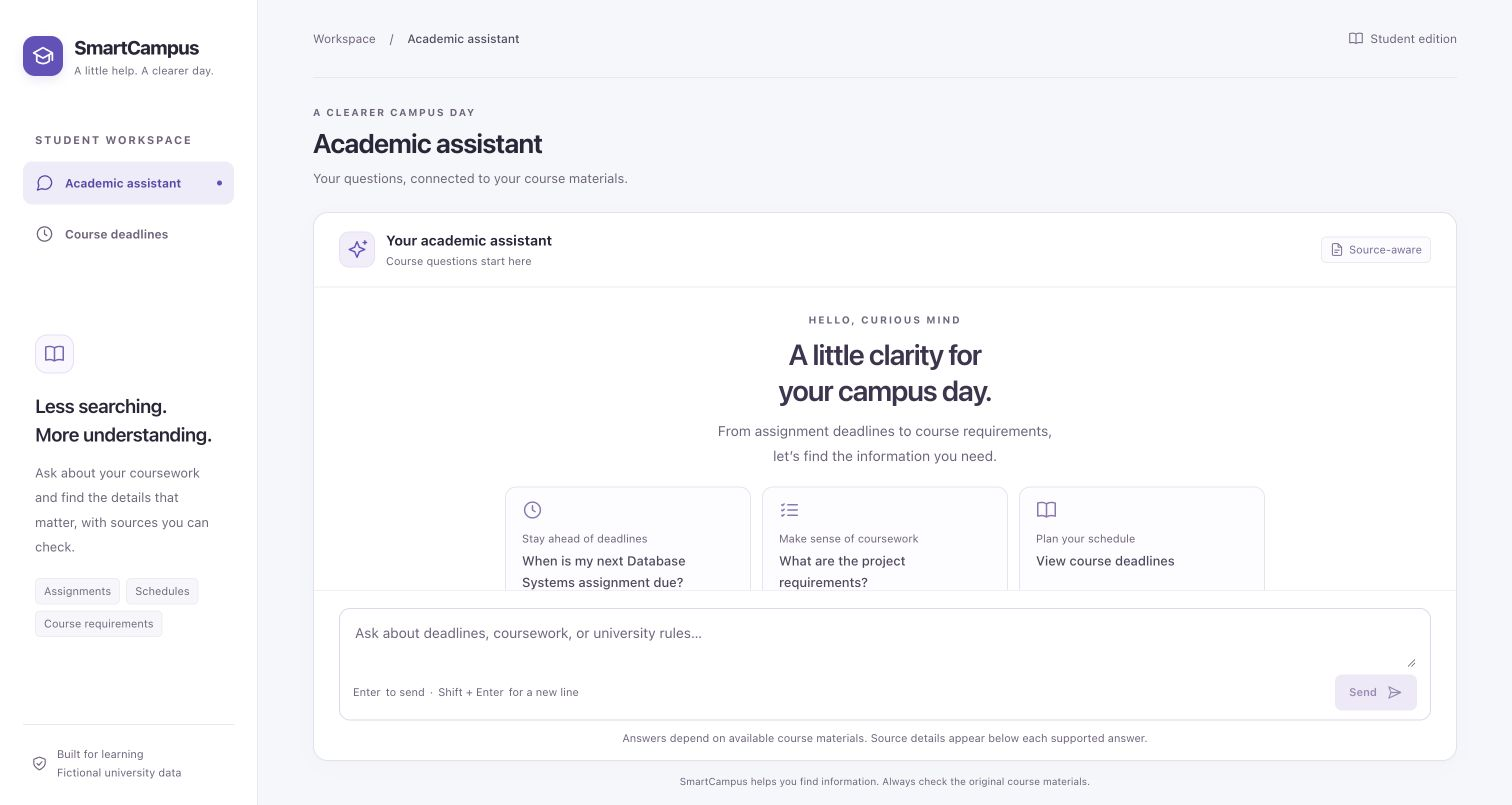 SmartCampus
A little help. A clearer day.
STUDENT WORKSPACE
Academic assistant
Course deadlines
Less searching.
More understanding.
Ask about your coursework
and find the details that
matter, with sources you can
check.
Assignments
Schedules
Course requirements
Built for learning
Fictional university data
Workspace / Academic assistant
Student edition
A CLEARER CAMPUS DAY
Academic assistant
Your questions, connected to your course materials.
Your academic assistant
Course questions start here
Source-aware
HELLO, CURIOUS MIND
A little clarity for
your campus day.
From assignment deadlines to course requirements,
let's find the information you need.
Stay ahead of deadlines
When is my next Database
Systems assignment due?
Make sense of coursework
What are the project
requirements?
Plan your schedule
View course deadlines
Ask about deadlines, coursework, or university rules...
Enter to send · Shift + Enter for a new line
Send
Answers depend on available course materials. Source details appear below each supported answer.
SmartCampus helps you find information. Always check the original course materials.